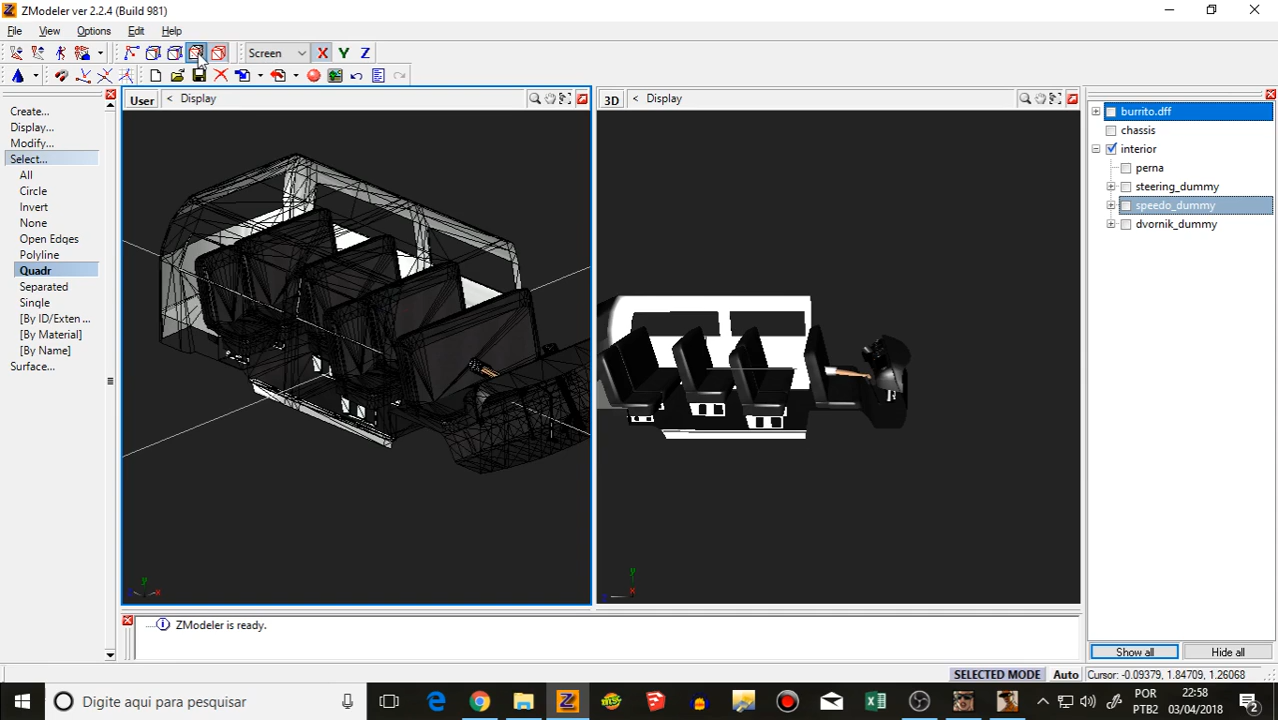 ZModeler ver 2.2.4 (Build 981)
File View Options Edit Help
Screen X Y Z
User < Display
3D < Display
Create...
Display...
Modify...
Select...
All
Circle
Invert
None
Open Edges
Polyline
Quadr
Separated
Single
[By ID/Exten ...
[By Material]
[By Name]
Surface...
burrito.dff
chassis
interior
perna
steering_dummy
speedo_dummy
dvornik_dummy
y
x
y
x
ZModeler is ready.
Show all Hide all
SELECTED MODE Auto Cursor: -0.09379, 1.84709, 1.26068
Digite aqui para pesquisar
POR
PTB2
22:58
03/04/2018
2